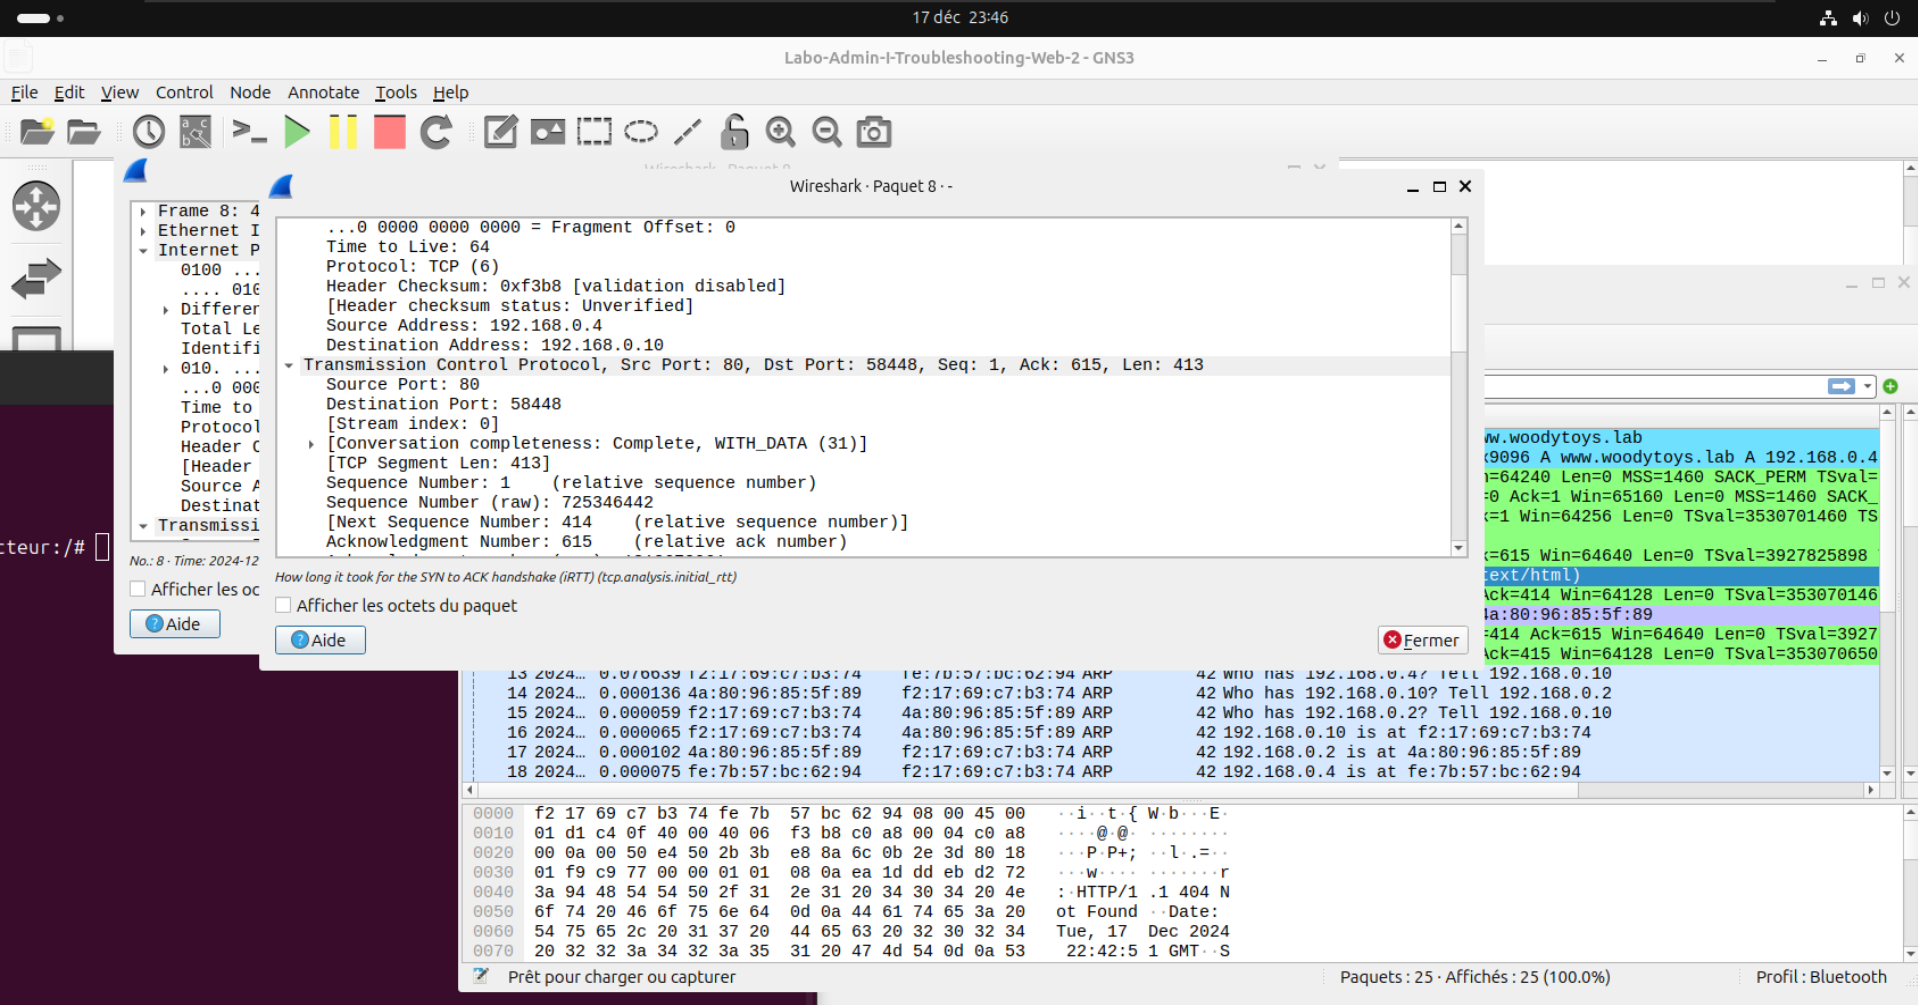 17 déc 23:46
Labo-Admin-I-Troubleshooting-Web-2 - GNS3
File Edit View Control Node Annotate Tools Help
Wireshark · Paquet 8 · -
Frame 8: 4
Ethernet I
Internet P
0100 ...
.... 010
Differen
Total Le
Identifi
010. ...
...0 000
Time to
Protocol
Header C
[Header
Source A
Destinat
Transmissi
No.: 8 · Time: 2024-12
Afficher les oc
Aide
...0 0000 0000 0000 = Fragment Offset: 0
Time to Live: 64
Protocol: TCP (6)
Header Checksum: 0xf3b8 [validation disabled]
[Header checksum status: Unverified]
Source Address: 192.168.0.4
Destination Address: 192.168.0.10
Transmission Control Protocol, Src Port: 80, Dst Port: 58448, Seq: 1, Ack: 615, Len: 413
Source Port: 80
Destination Port: 58448
[Stream index: 0]
[Conversation completeness: Complete, WITH_DATA (31)]
[TCP Segment Len: 413]
Sequence Number: 1 (relative sequence number)
Sequence Number (raw): 725346442
[Next Sequence Number: 414 (relative sequence number)]
Acknowledgment Number: 615 (relative ack number)
How long it took for the SYN to ACK handshake (iRTT) (tcp.analysis.initial_rtt)
Afficher les octets du paquet
Aide
Fermer
cteur:/#
ww.woodytoys.lab
x9096 A www.woodytoys.lab A 192.168.0.4
n=64240 Len=0 MSS=1460 SACK_PERM TSval=
=0 Ack=1 Win=65160 Len=0 MSS=1460 SACK_
k=1 Win=64256 Len=0 TSval=3530701460 TS
k=615 Win=64640 Len=0 TSval=3927825898
text/html)
Ack=414 Win=64128 Len=0 TSval=353070146
4a:80:96:85:5f:89
=414 Ack=615 Win=64640 Len=0 TSval=3927
Ack=415 Win=64128 Len=0 TSval=353070650
13 2024… 0.076639 f2:17:69:c7:b3:74 fe:7b:57:bc:62:94 ARP 42 Who has 192.168.0.4? Tell 192.168.0.10
14 2024… 0.000136 4a:80:96:85:5f:89 f2:17:69:c7:b3:74 ARP 42 Who has 192.168.0.10? Tell 192.168.0.2
15 2024… 0.000059 f2:17:69:c7:b3:74 4a:80:96:85:5f:89 ARP 42 Who has 192.168.0.2? Tell 192.168.0.10
16 2024… 0.000065 f2:17:69:c7:b3:74 4a:80:96:85:5f:89 ARP 42 192.168.0.10 is at f2:17:69:c7:b3:74
17 2024… 0.000102 4a:80:96:85:5f:89 f2:17:69:c7:b3:74 ARP 42 192.168.0.2 is at 4a:80:96:85:5f:89
18 2024… 0.000075 fe:7b:57:bc:62:94 f2:17:69:c7:b3:74 ARP 42 192.168.0.4 is at fe:7b:57:bc:62:94
0000 f2 17 69 c7 b3 74 fe 7b 57 bc 62 94 08 00 45 00 ··i··t·{ W·b···E·
0010 01 d1 c4 0f 40 00 40 06 f3 b8 c0 a8 00 04 c0 a8 ····@·@· ········
0020 00 0a 00 50 e4 50 2b 3b e8 8a 6c 0b 2e 3d 80 18 ···P·P+; ··l·.=··
0030 01 f9 c9 77 00 00 01 01 08 0a ea 1d dd eb d2 72 ···w···· ·······r
0040 3a 94 48 54 54 50 2f 31 2e 31 20 34 30 34 20 4e :·HTTP/1 .1 404 N
0050 6f 74 20 46 6f 75 6e 64 0d 0a 44 61 74 65 3a 20 ot Found ··Date:
0060 54 75 65 2c 20 31 37 20 44 65 63 20 32 30 32 34 Tue, 17 Dec 2024
0070 20 32 32 3a 34 32 3a 35 31 20 47 4d 54 0d 0a 53 22:42:5 1 GMT··S
Prêt pour charger ou capturer
Paquets : 25 · Affichés : 25 (100.0%)
Profil : Bluetooth